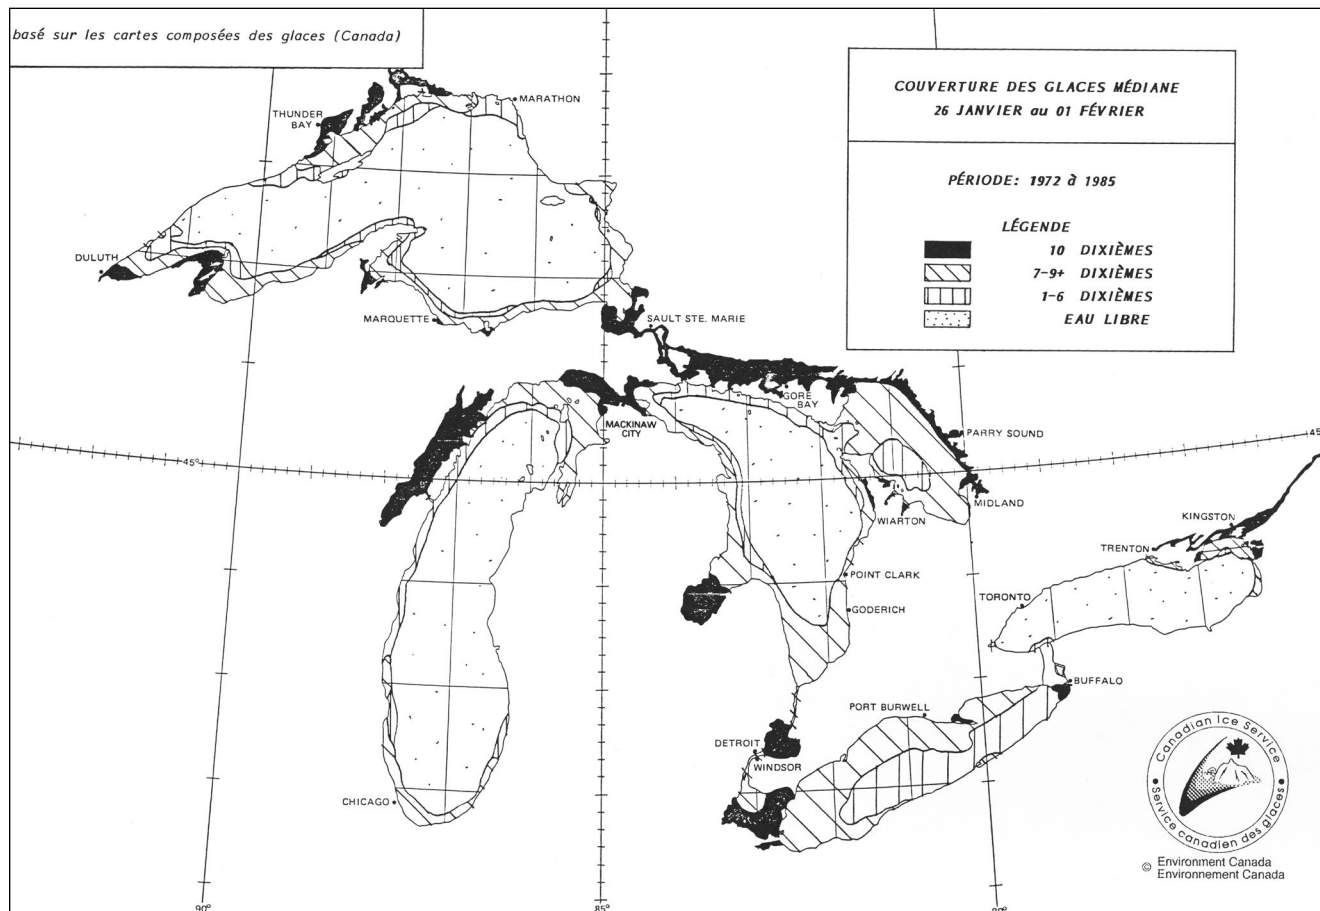 basé sur les cartes composées des glaces (Canada)
COUVERTURE DES GLACES MÉDIANE
26 JANVIER au 01 FÉVRIER
PÉRIODE: 1972 à 1985
LÉGENDE
10 DIXIÈMES
7-9+ DIXIÈMES
1-6 DIXIÈMES
EAU LIBRE
MARATHON
THUNDER
BAY
DULUTH
MARQUETTE
SAULT STE. MARIE
GORE
BAY
MACKINAW
CITY
PARRY SOUND
45°
45
MIDLAND
WIARTON
KINGSTON
TRENTON
POINT CLARK
TORONTO
GODERICH
BUFFALO
PORT BURWELL
DETROIT
WINDSOR
CHICAGO
Canadian Ice Service
Service canadien des glaces
© Environment Canada
Environnement Canada
90°
85°
80°